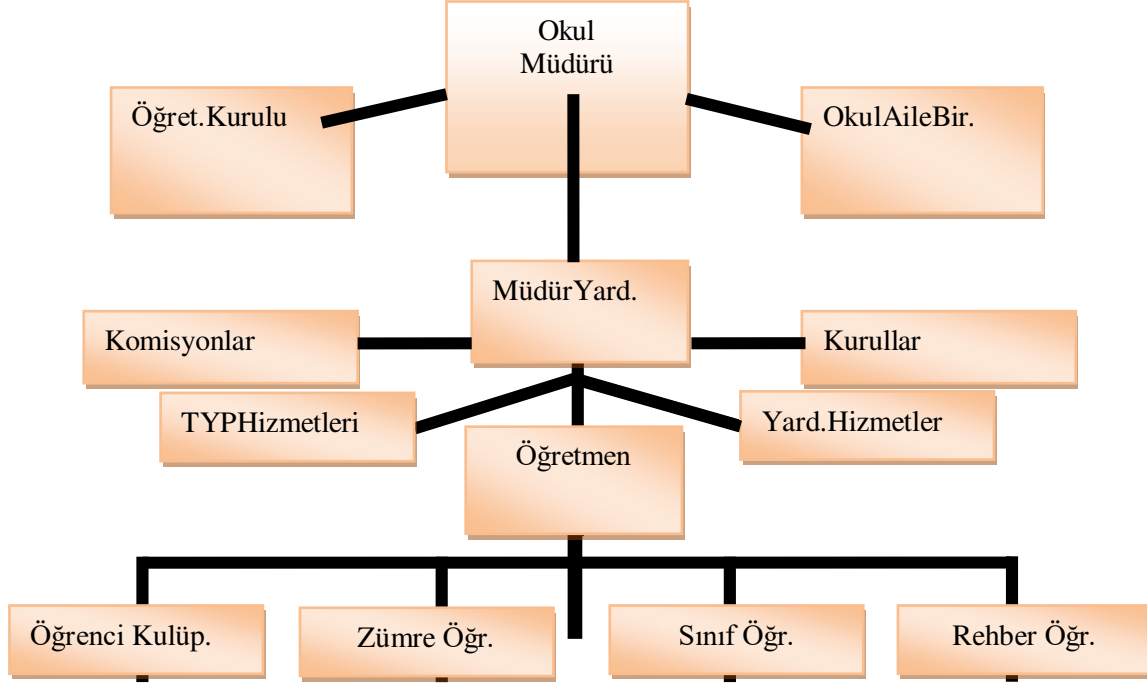 Okul
Müdürü
Öğret.Kurulu
OkulAileBir.
MüdürYard.
Komisyonlar
Kurullar
TYPHizmetleri
Yard.Hizmetler
Öğretmen
Öğrenci Kulüp.
Zümre Öğr.
Sınıf Öğr.
Rehber Öğr.